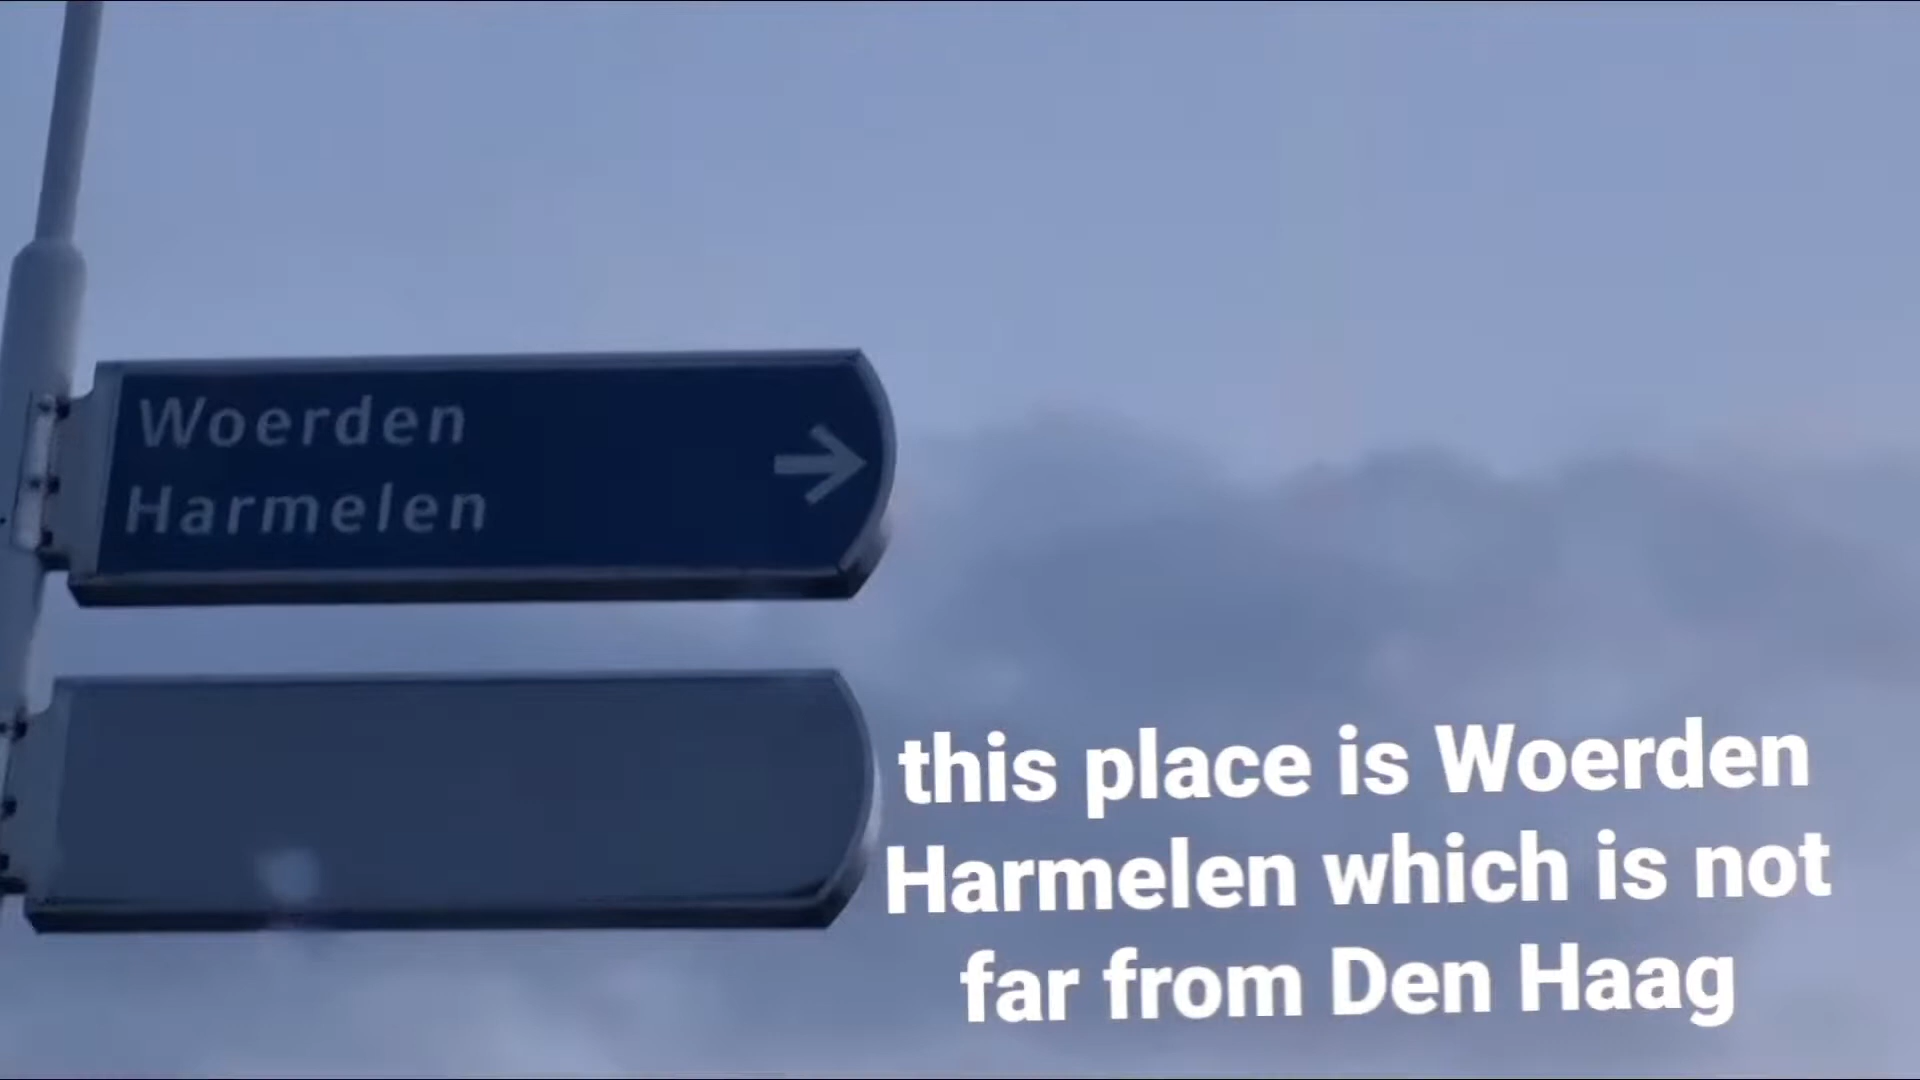 Woerden
Harmelen
this place is Woerden
Harmelen which is not
far from Den Haag